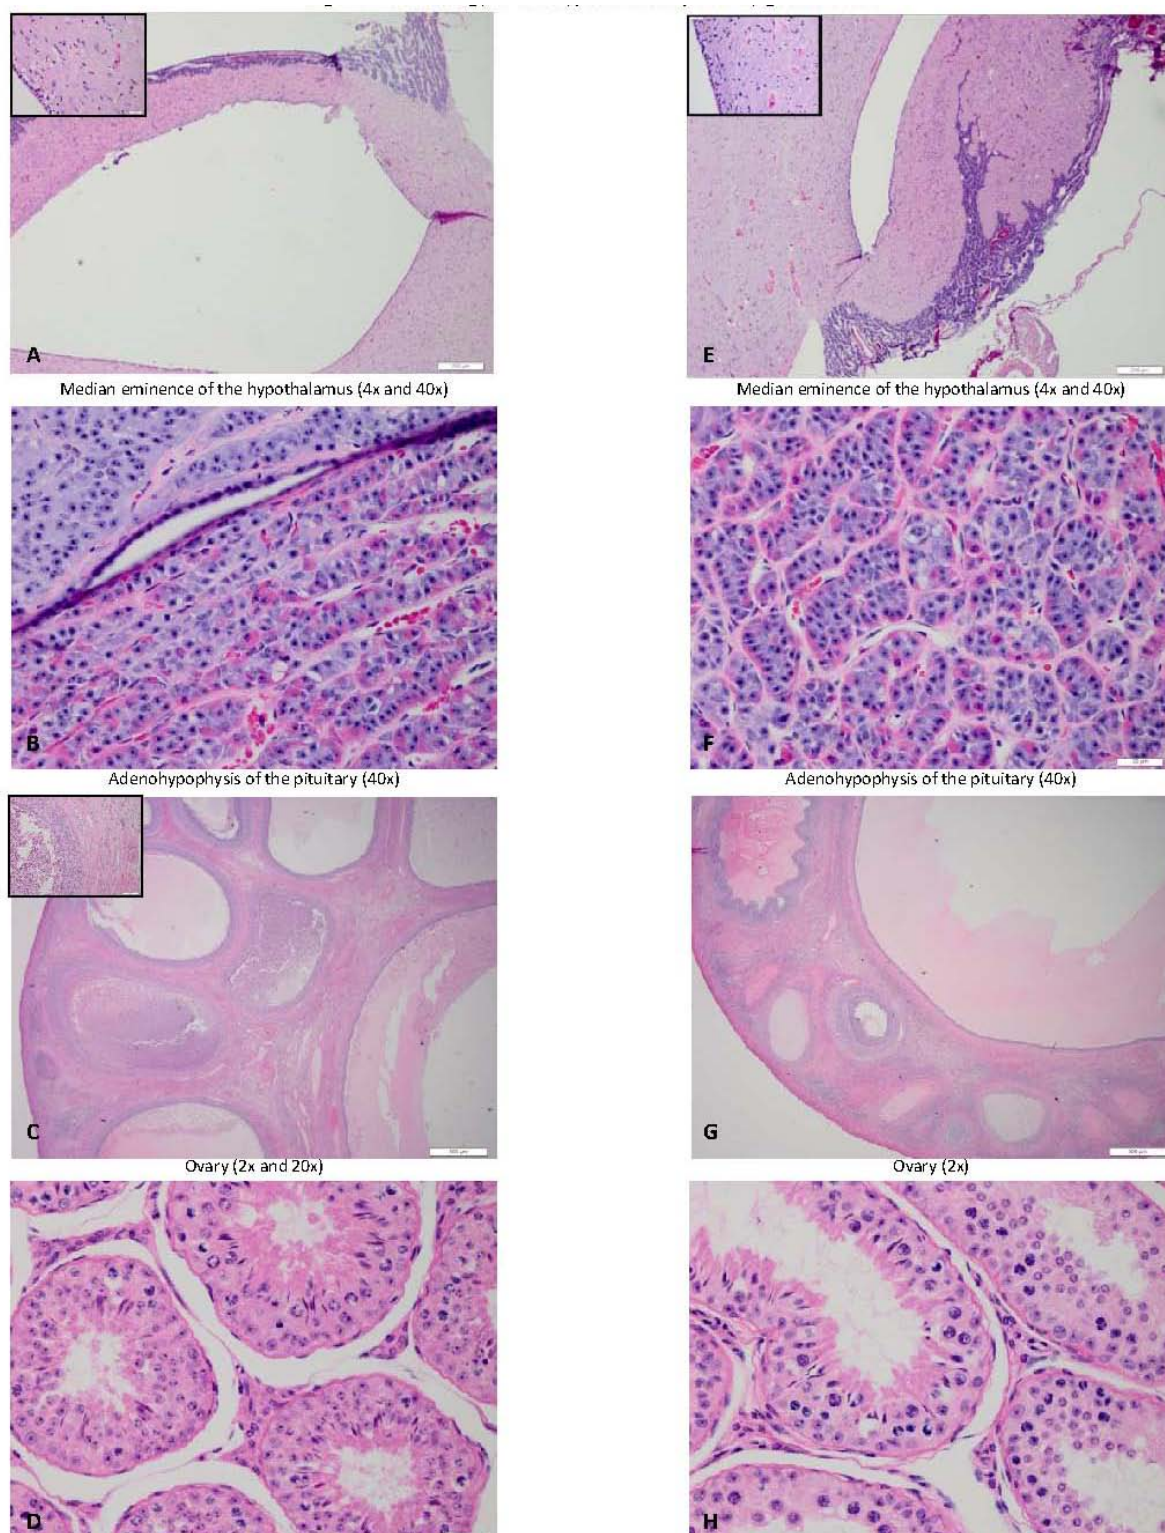 A
E
Median eminence of the hypothalamus (4x and 40x)
Median eminence of the hypothalamus (4x and 40x)
B
F
Adenohypophysis of the pituitary (40x)
Adenohypophysis of the pituitary (40x)
C
G
Ovary (2x and 20x)
Ovary (2x)
D
H